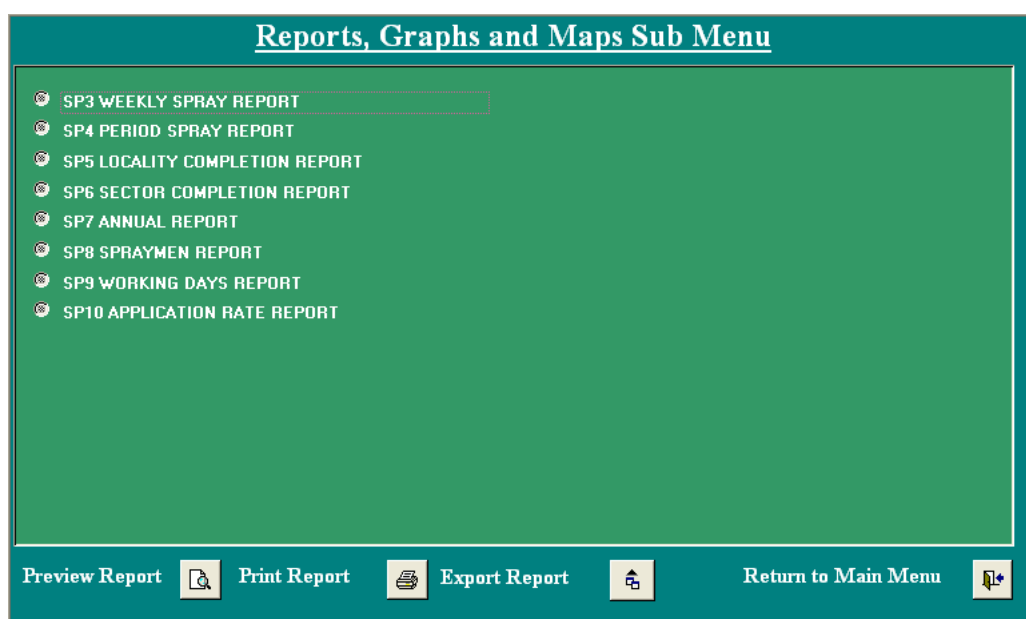 Reports, Graphs and Maps Sub Menu
SP3 WEEKLY SPRAY REPORT
SP4 PERIOD SPRAY REPORT
SP5 LOCALITY COMPLETION REPORT
SP6 SECTOR COMPLETION REPORT
SP7 ANNUAL REPORT
SP8 SPRAYMEN REPORT
SP9 WORKING DAYS REPORT
SP10 APPLICATION RATE REPORT
Preview Report Print Report Export Report Return to Main Menu